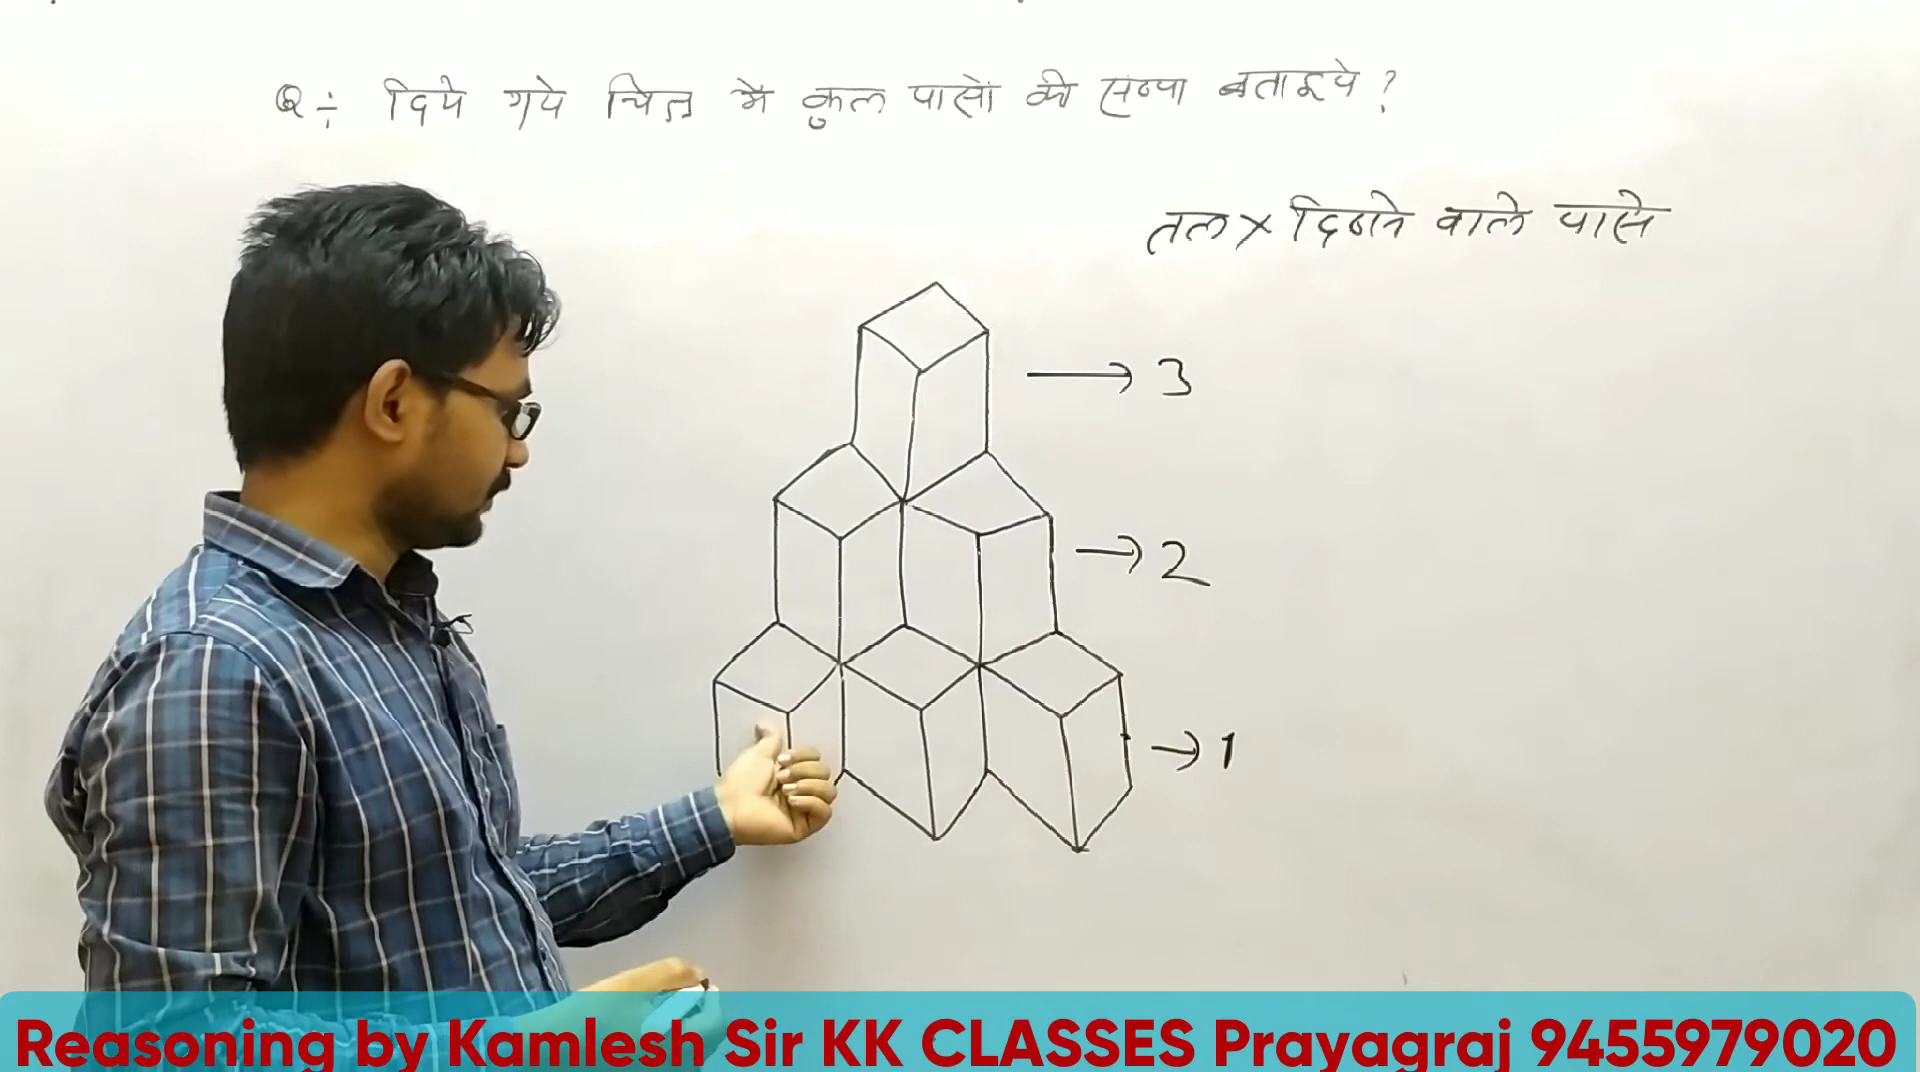 Q ÷ दिये गये चित्र में कुल पासों की संख्या बताइये ?
तल × दिखने वाले पासे
→ 3
→ 2
→ 1
Reasoning by Kamlesh Sir KK CLASSES Prayagraj 9455979020